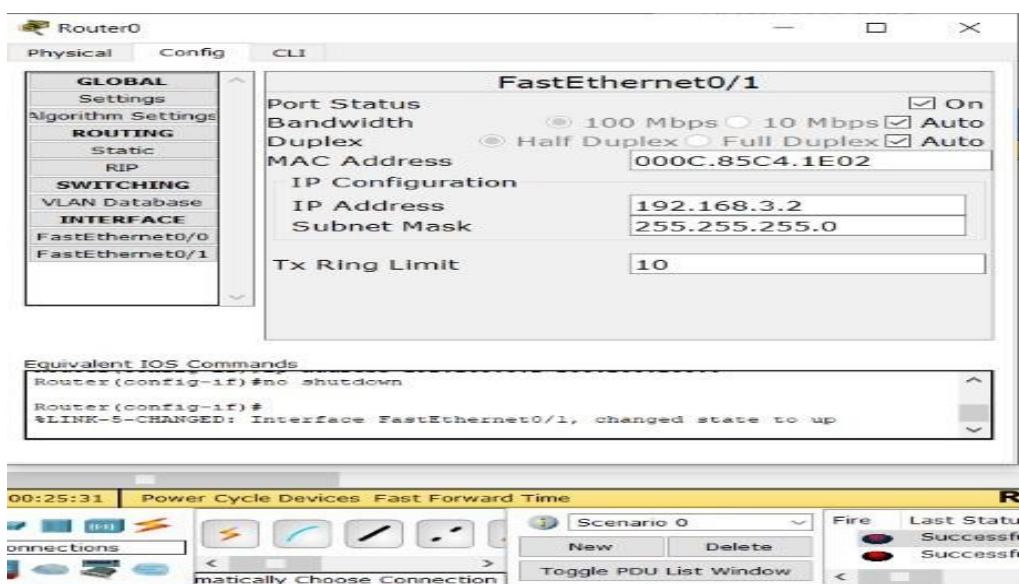 Router0
Physical Config CLI
GLOBAL
Settings
Algorithm Settings
ROUTING
Static
RIP
SWITCHING
VLAN Database
INTERFACE
FastEthernet0/0
FastEthernet0/1
FastEthernet0/1
Port Status On
Bandwidth 100 Mbps 10 Mbps Auto
Duplex Half Duplex Full Duplex Auto
MAC Address 000C.85C4.1E02
IP Configuration
IP Address 192.168.3.2
Subnet Mask 255.255.255.0
Tx Ring Limit 10
Equivalent IOS Commands
Router(config-if)#no shutdown
Router(config-if)#
%LINK-5-CHANGED: Interface FastEthernet0/1, changed state to up
00:25:31 Power Cycle Devices Fast Forward Time R
onnections
matically Choose Connection
Scenario 0
New Delete
Toggle PDU List Window
Fire Last Statu
Successf
Successf